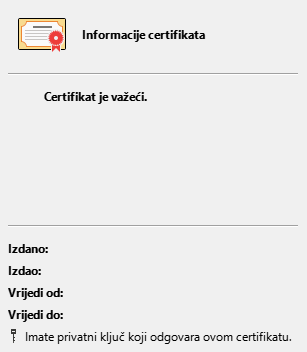 Informacije certifikata
Certifikat je važeći.
Izdano:
Izdao:
Vrijedi od:
Vrijedi do:
Imate privatni ključ koji odgovara ovom certifikatu.